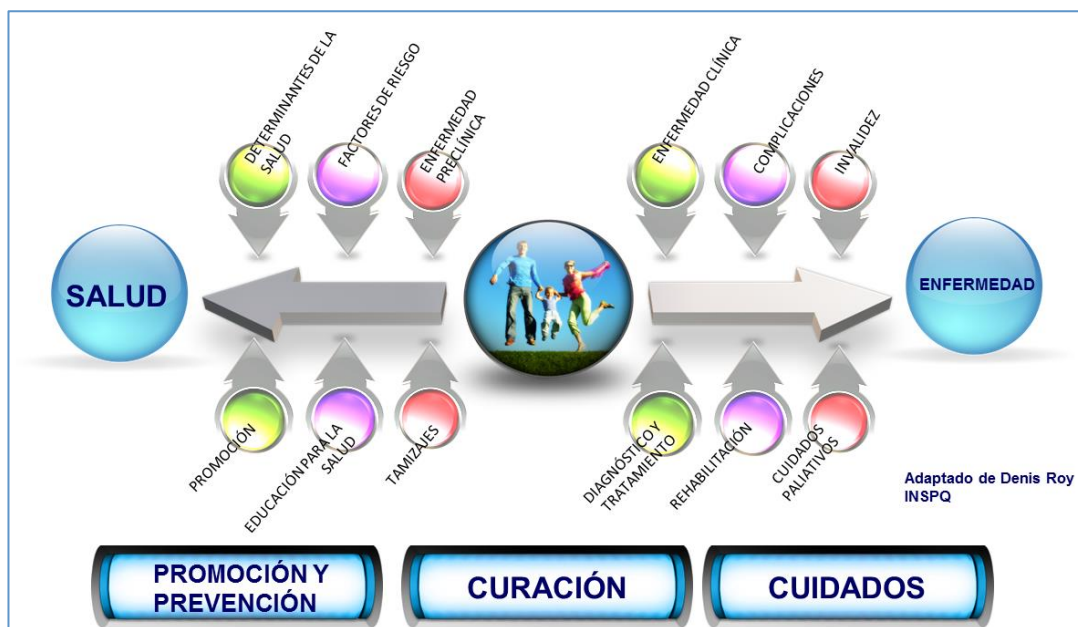 DETERMINANTES DE LA
SALUD
FACTORES DE RIESGO
ENFERMEDAD
PRECLÍNICA
ENFERMEDAD CLÍNICA
COMPLICACIONES
INVALIDEZ
SALUD
ENFERMEDAD
PROMOCIÓN
EDUCACIÓN PARA LA
SALUD
TAMIZAJES
DIAGNÓSTICO Y
TRATAMIENTO
REHABILITACIÓN
CUIDADOS
PALIATIVOS
Adaptado de Denis Roy
INSPQ
PROMOCIÓN Y
PREVENCIÓN
CURACIÓN
CUIDADOS